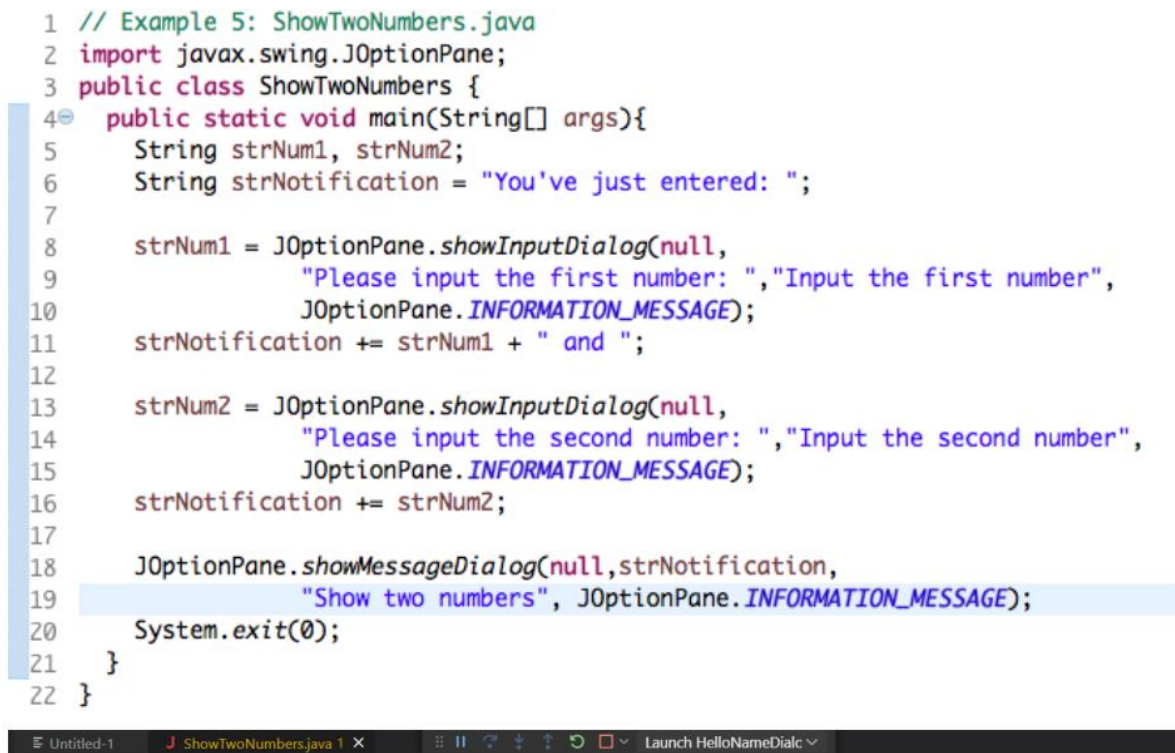 1 // Example 5: ShowTwoNumbers.java
2 import javax.swing.JOptionPane;
3 public class ShowTwoNumbers {
4 public static void main(String[] args){
5 String strNum1, strNum2;
6 String strNotification = "You've just entered: ";
7
8 strNum1 = JOptionPane.showInputDialog(null,
9 "Please input the first number: ","Input the first number",
10 JOptionPane.INFORMATION_MESSAGE);
11 strNotification += strNum1 + " and ";
12
13 strNum2 = JOptionPane.showInputDialog(null,
14 "Please input the second number: ","Input the second number",
15 JOptionPane.INFORMATION_MESSAGE);
16 strNotification += strNum2;
17
18 JOptionPane.showMessageDialog(null,strNotification,
19 "Show two numbers", JOptionPane.INFORMATION_MESSAGE);
20 System.exit(0);
21 }
22 }
Untitled-1 J ShowTwoNumbers.java 1 X Launch HelloNameDialc